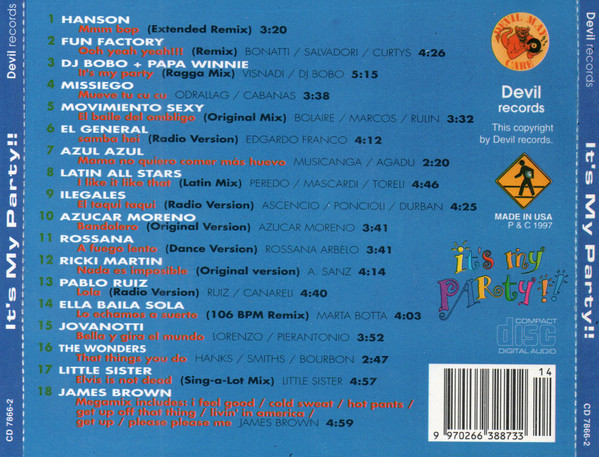 Devil records
It's My Party!!
CD 7866-2
1 HANSON
Mmm bop (Extended Remix) 3:20
2 FUN FACTORY
Ooh yeah yeah!!! (Remix) BONATTI / SALVADORI / CURTYS 4:26
3 DJ BOBO + PAPA WINNIE
It's my party (Ragga Mix) VISNADI / DJ BOBO 5:15
4 MISSIEGO
Mueve tu cu cu ODRALLAG / CABANAS 3:38
5 MOVIMIENTO SEXY
El baile del ombligo (Original Mix) BOLAIRE / MARCOS / RULIN 3:32
6 EL GENERAL
samba hei (Radio Version) EDGARDO FRANCO 4:12
7 AZUL AZUL
Mama no quiero comer más huevo MUSICANGA / AGADU 2:20
8 LATIN ALL STARS
I like it like that (Latin Mix) PEREDO / MASCARDI / TORELI 4:46
9 ILEGALES
El taqui taqui (Radio Version) ASCENCIO / PONCIOLI / DURBAN 4:25
10 AZUCAR MORENO
Bandolero (Original Version) AZUCAR MORENO 3:41
11 ROSSANA
A fuego lento (Dance Version) ROSSANA ARBELO 3:41
12 RICKI MARTIN
Nada es imposible (Original version) A. SANZ 4:14
13 PABLO RUIZ
Lola (Radio Version) RUIZ / CANARELI 4:40
14 ELLA BAILA SOLA
Lo echamos a suerte (106 BPM Remix) MARTA BOTTA 4:03
15 JOVANOTTI
Baila y gira el mundo LORENZO / PIERANTONIO 3:52
16 THE WONDERS
That things you do HANKS / SMITHS / BOURBON 2:47
17 LITTLE SISTER
Elvis is not dead (Sing-a-Lot Mix) LITTLE SISTER 4:57
18 JAMES BROWN
Megamix includes: i feel good / cold sweat / hot pants /
get up off that thing / livin' in america /
get up / please please me JAMES BROWN 4:59
DEVIL MAY
CARE
Devil
records
This copyright
by Devil records.
MADE IN USA
P & C 1997
it's my
PARty!!
COMPACT
disc
DIGITAL AUDIO
14
9 970266 388733
Devil records
It's My Party!!
CD 7866-2